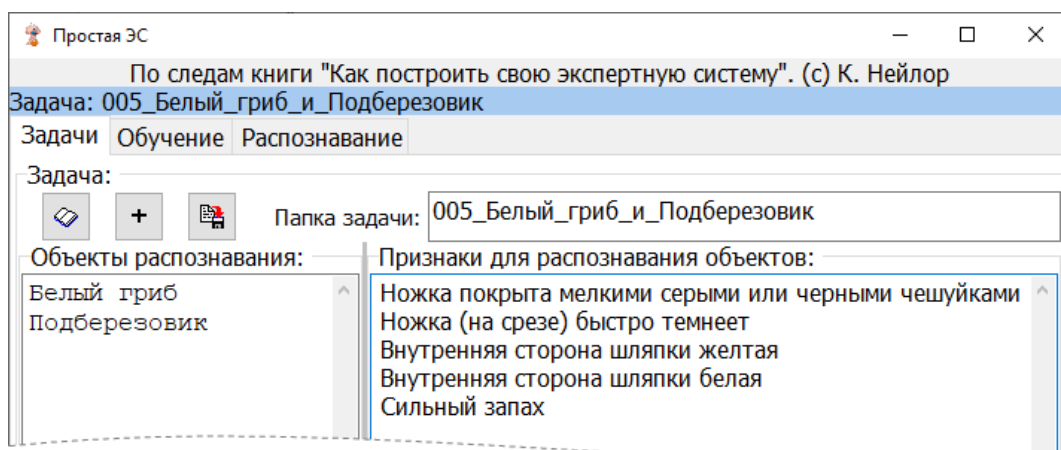 Простая ЭС
По следам книги "Как построить свою экспертную систему". (с) К. Нейлор
Задача: 005_Белый_гриб_и_Подберезовик
Задачи Обучение Распознавание
Задача:
+ Папка задачи: 005_Белый_гриб_и_Подберезовик
Объекты распознавания:
Белый гриб
Подберезовик
Признаки для распознавания объектов:
Ножка покрыта мелкими серыми или черными чешуйками
Ножка (на срезе) быстро темнеет
Внутренняя сторона шляпки желтая
Внутренняя сторона шляпки белая
Сильный запах